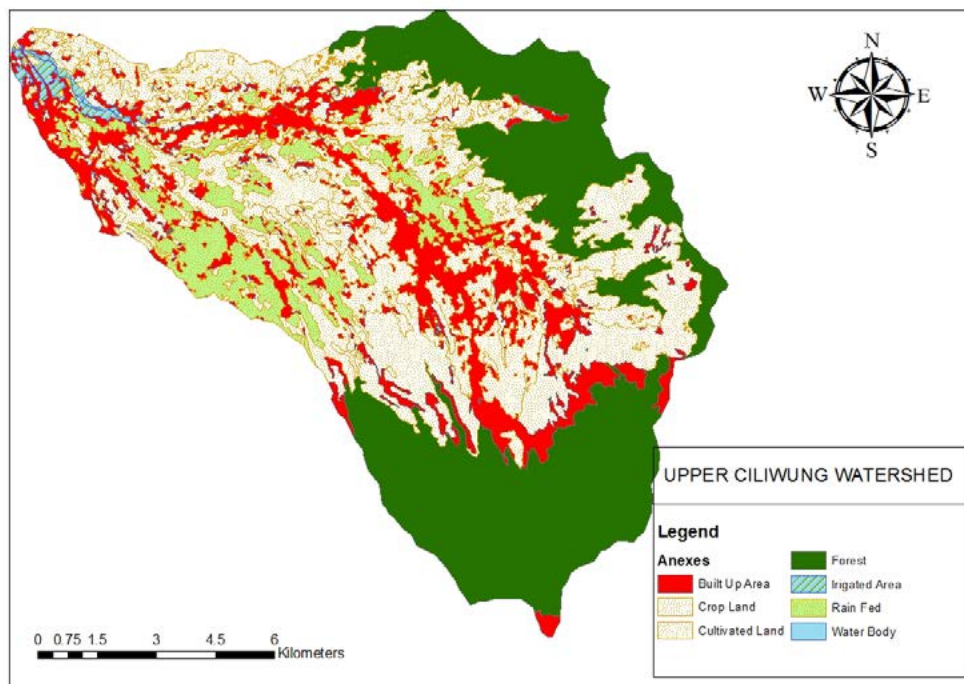 N
W E
S
UPPER CILIWUNG WATERSHED
Legend
Anexes
Built Up Area
Crop Land
Cultivated Land
Forest
Irigated Area
Rain Fed
Water Body
0 0.75 1.5 3 4.5 6
Kilometers